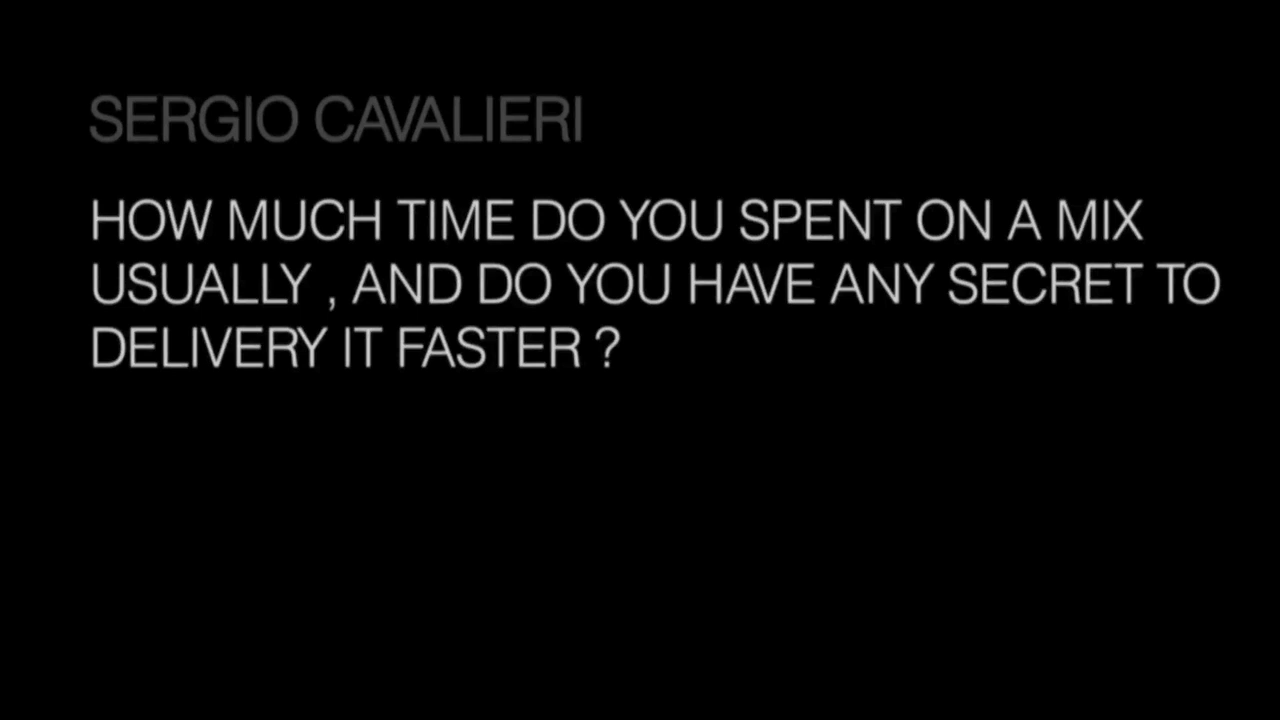 SERGIO CAVALIERI
HOW MUCH TIME DO YOU SPENT ON A MIX
USUALLY , AND DO YOU HAVE ANY SECRET TO
DELIVERY IT FASTER ?